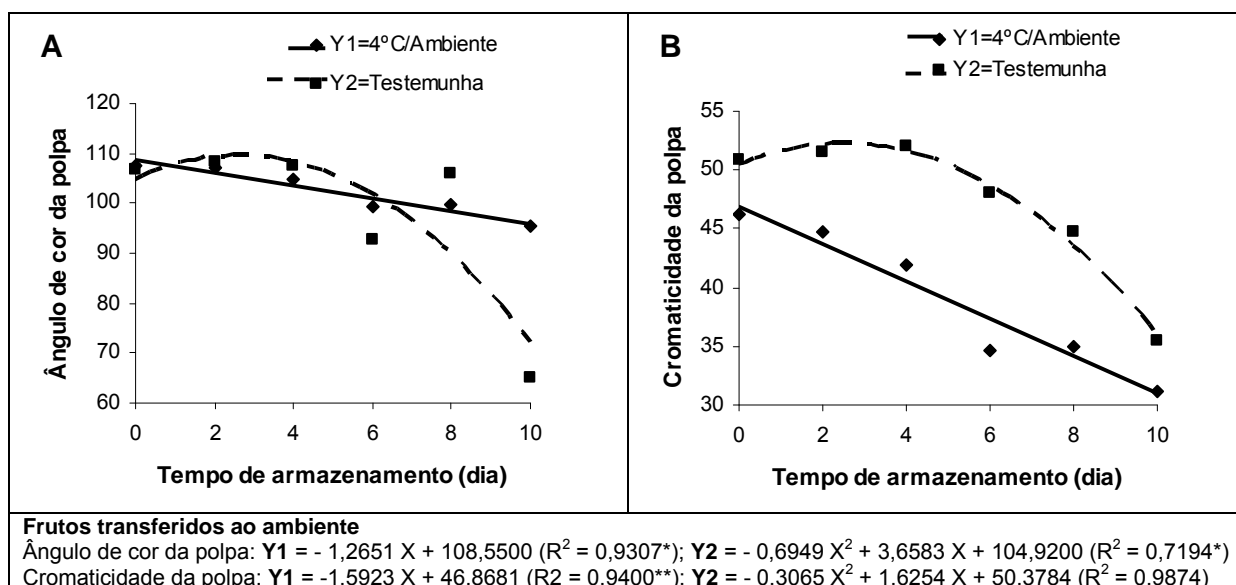 A
Y1=4ºC/Ambiente
Y2=Testemunha
Ângulo de cor da polpa
120
110
100
90
80
70
60
0 2 4 6 8 10
Tempo de armazenamento (dia)
B
Y1=4ºC/Ambiente
Y2=Testemunha
Cromaticidade da polpa
55
50
45
40
35
30
0 2 4 6 8 10
Tempo de armazenamento (dia)
Frutos transferidos ao ambiente
Ângulo de cor da polpa: Y1 = - 1,2651 X + 108,5500 (R² = 0,9307*); Y2 = - 0,6949 X² + 3,6583 X + 104,9200 (R² = 0,7194*)
Cromaticidade da polpa: Y1 = -1,5923 X + 46,8681 (R2 = 0,9400**); Y2 = - 0,3065 X² + 1,6254 X + 50,3784 (R² = 0,9874)